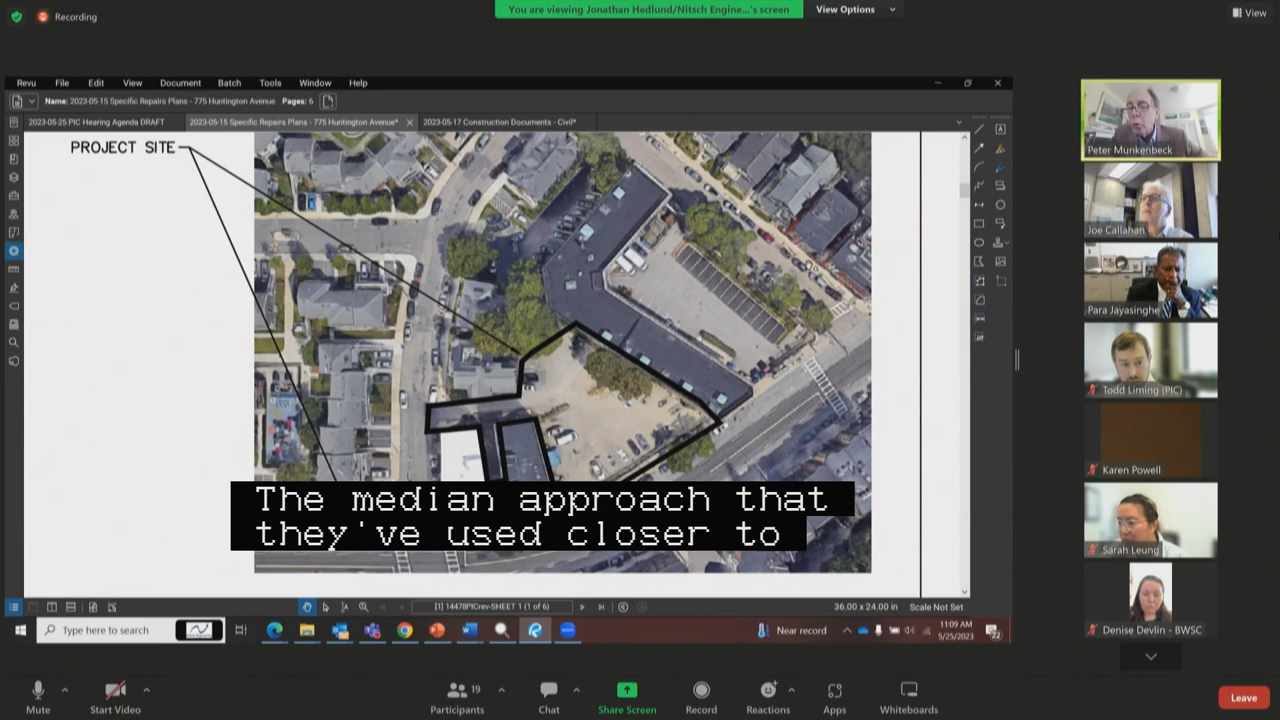 Recording
You are viewing Jonathan Hedlund/Nitsch Engine...'s screen
View Options
View
Revu File Edit View Document Batch Tools Window Help
Name: 2023-05-15 Specific Repairs Plans - 775 Huntington Avenue Pages: 6
2023-05-25 PIC Hearing Agenda DRAFT
2023-05-15 Specific Repairs Plans - 775 Huntington Avenue*
2023-05-17 Construction Documents - Civil*
PROJECT SITE
The median approach that
they've used closer to
[1] 14478PICrev-SHEET 1 (1 of 6)
36.00 x 24.00 in Scale Not Set
Type here to search
Near record
11:09 AM
5/25/2023
22
Peter Munkenbeck
Joe Callahan
Para Jayasinghe
Todd Liming (PIC)
Karen Powell
Sarah Leung
Denise Devlin - BWSC
Mute
Start Video
19
Participants
Chat
Share Screen
Record
Reactions
Apps
Whiteboards
Leave